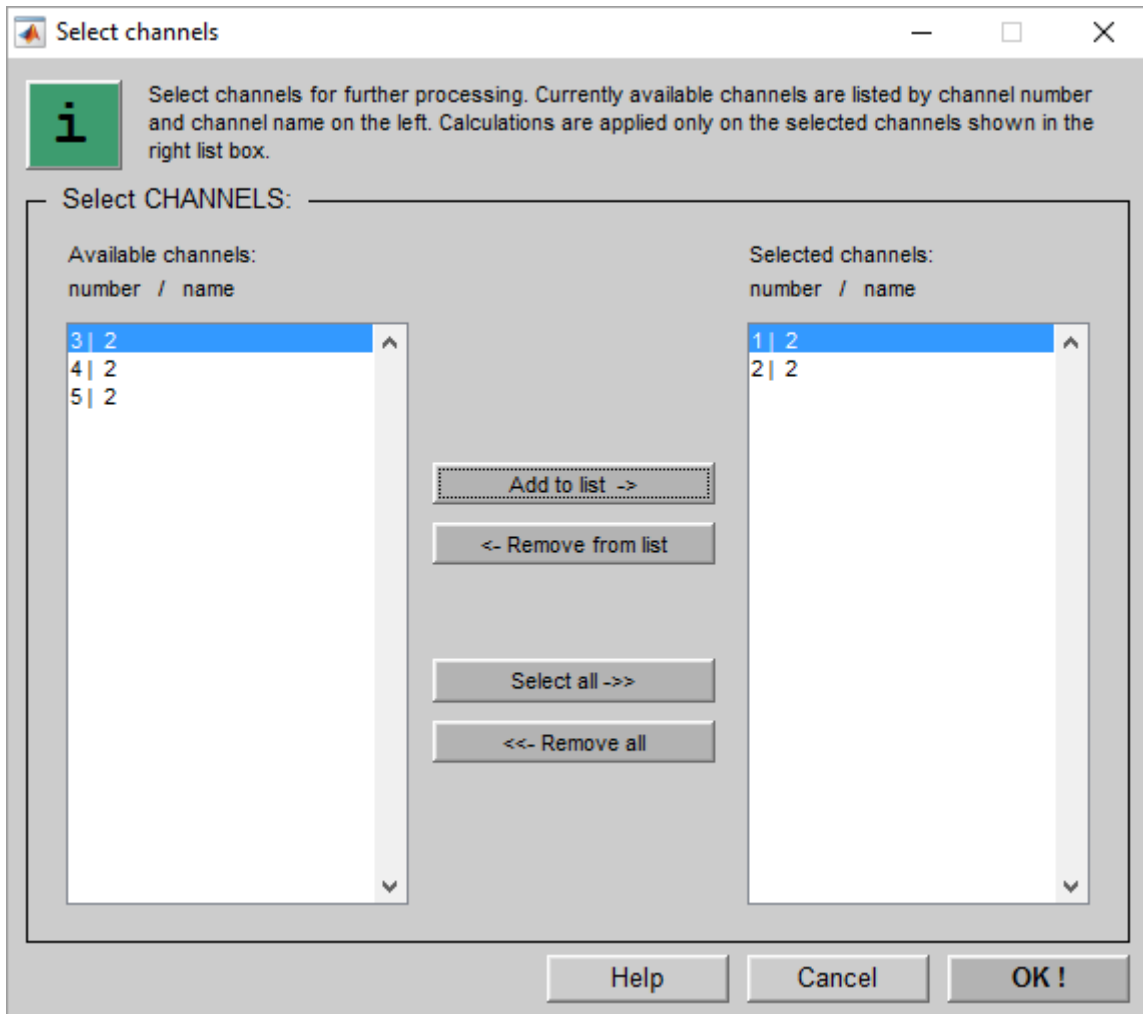 Select channels
i
Select channels for further processing. Currently available channels are listed by channel number
and channel name on the left. Calculations are applied only on the selected channels shown in the
right list box.
Select CHANNELS:
Available channels:
number / name
3| 2
4| 2
5| 2
Add to list ->
<- Remove from list
Select all ->>
<<- Remove all
Selected channels:
number / name
1| 2
2| 2
Help
Cancel
OK !